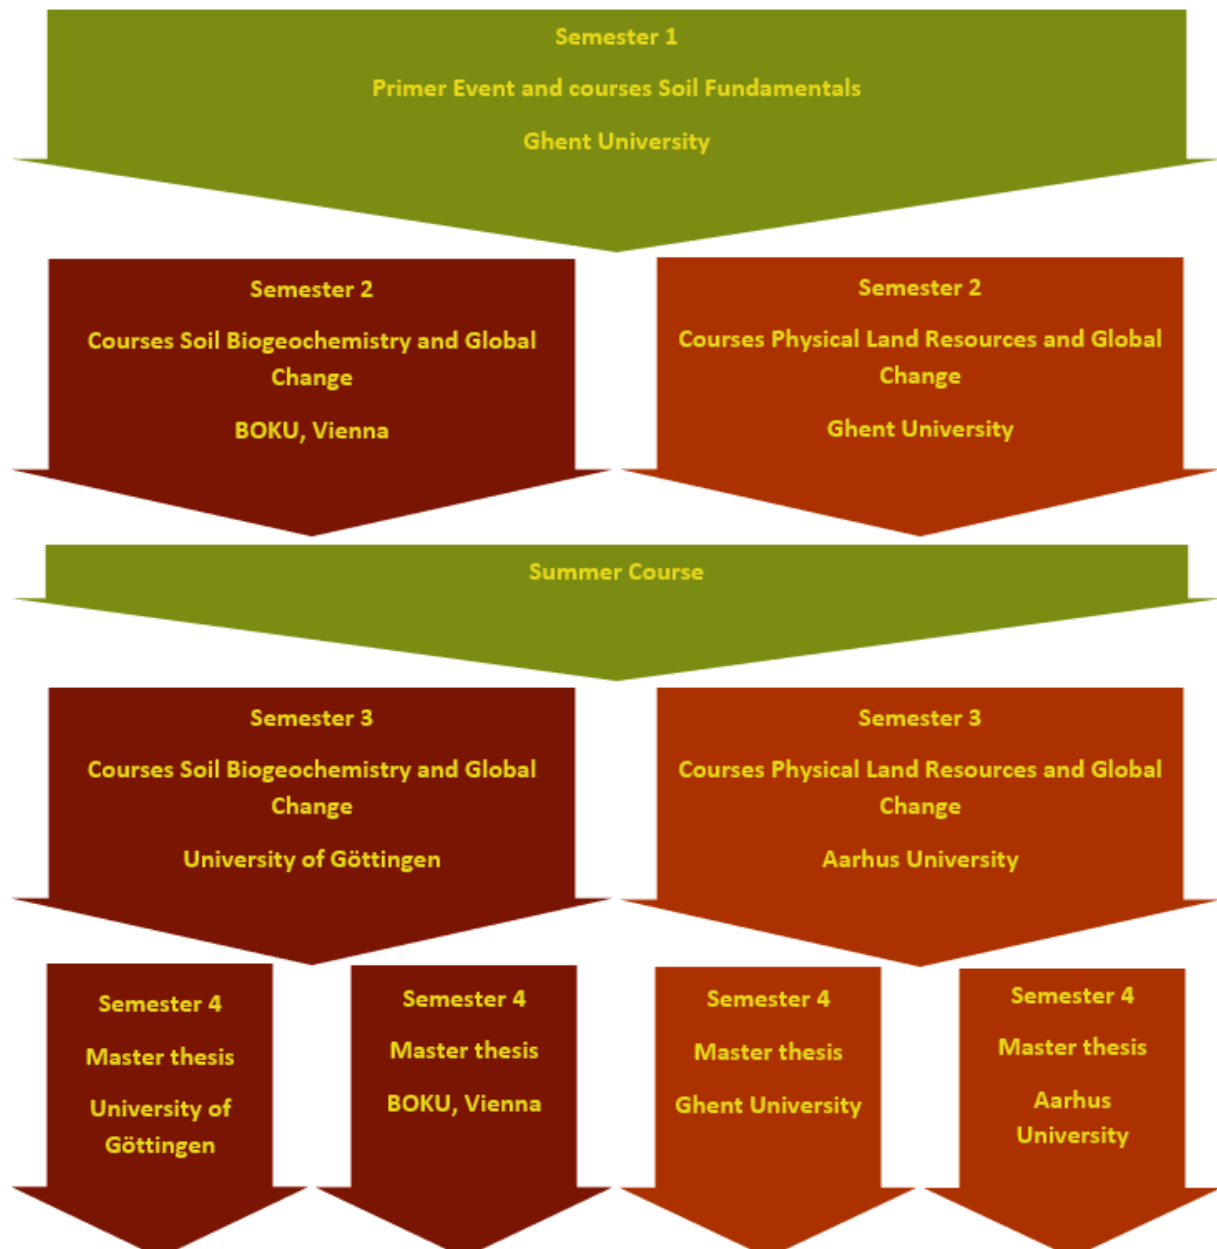 Semester 1
Primer Event and courses Soil Fundamentals
Ghent University
Semester 2
Courses Soil Biogeochemistry and Global
Change
BOKU, Vienna
Semester 2
Courses Physical Land Resources and Global
Change
Ghent University
Summer Course
Semester 3
Courses Soil Biogeochemistry and Global
Change
University of Göttingen
Semester 3
Courses Physical Land Resources and Global
Change
Aarhus University
Semester 4
Master thesis
University of
Göttingen
Semester 4
Master thesis
BOKU, Vienna
Semester 4
Master thesis
Ghent University
Semester 4
Master thesis
Aarhus
University